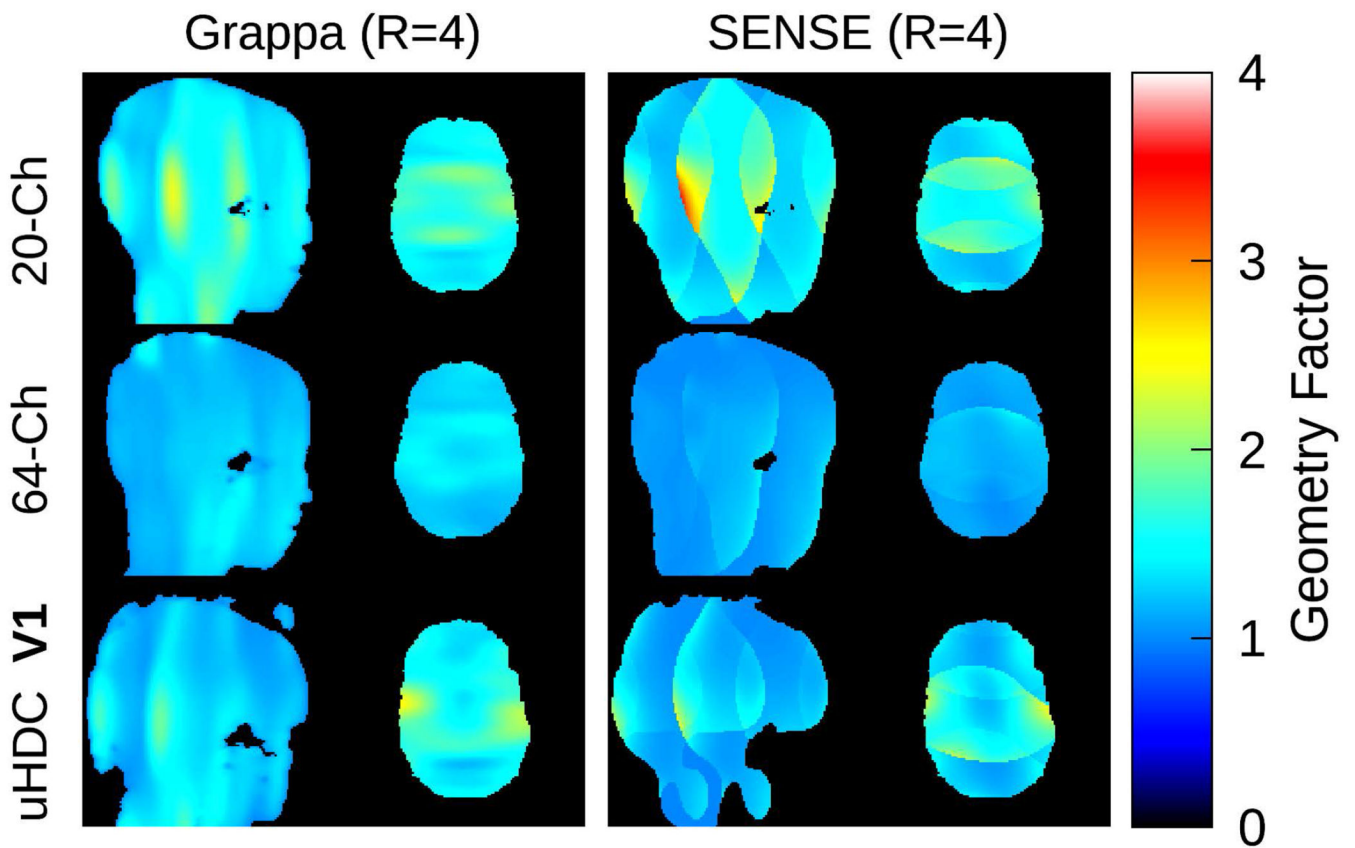 Grappa (R=4)
SENSE (R=4)
20-Ch
64-Ch
uHDC V1
4
3
2
1
0
Geometry Factor